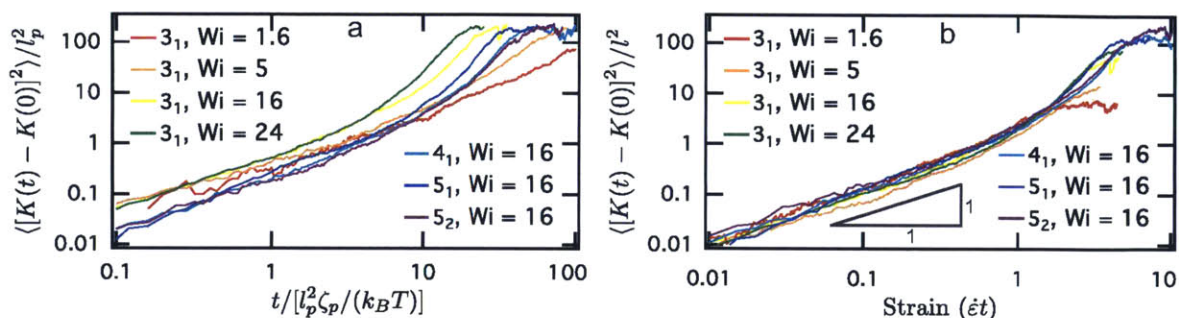 a
⟨[K(t) − K(0)]²⟩/l_p²
100
10
1
0.1
0.01
3₁, Wi = 1.6
3₁, Wi = 5
3₁, Wi = 16
3₁, Wi = 24
4₁, Wi = 16
5₁, Wi = 16
5₂, Wi = 16
0.1
1
10
100
t/[l_p²ζ_p/(k_BT)]
b
⟨[K(t) − K(0)]²⟩/l²
100
10
1
0.1
0.01
3₁, Wi = 1.6
3₁, Wi = 5
3₁, Wi = 16
3₁, Wi = 24
4₁, Wi = 16
5₁, Wi = 16
5₂, Wi = 16
1
1
0.01
0.1
1
10
Strain (ε̇t)